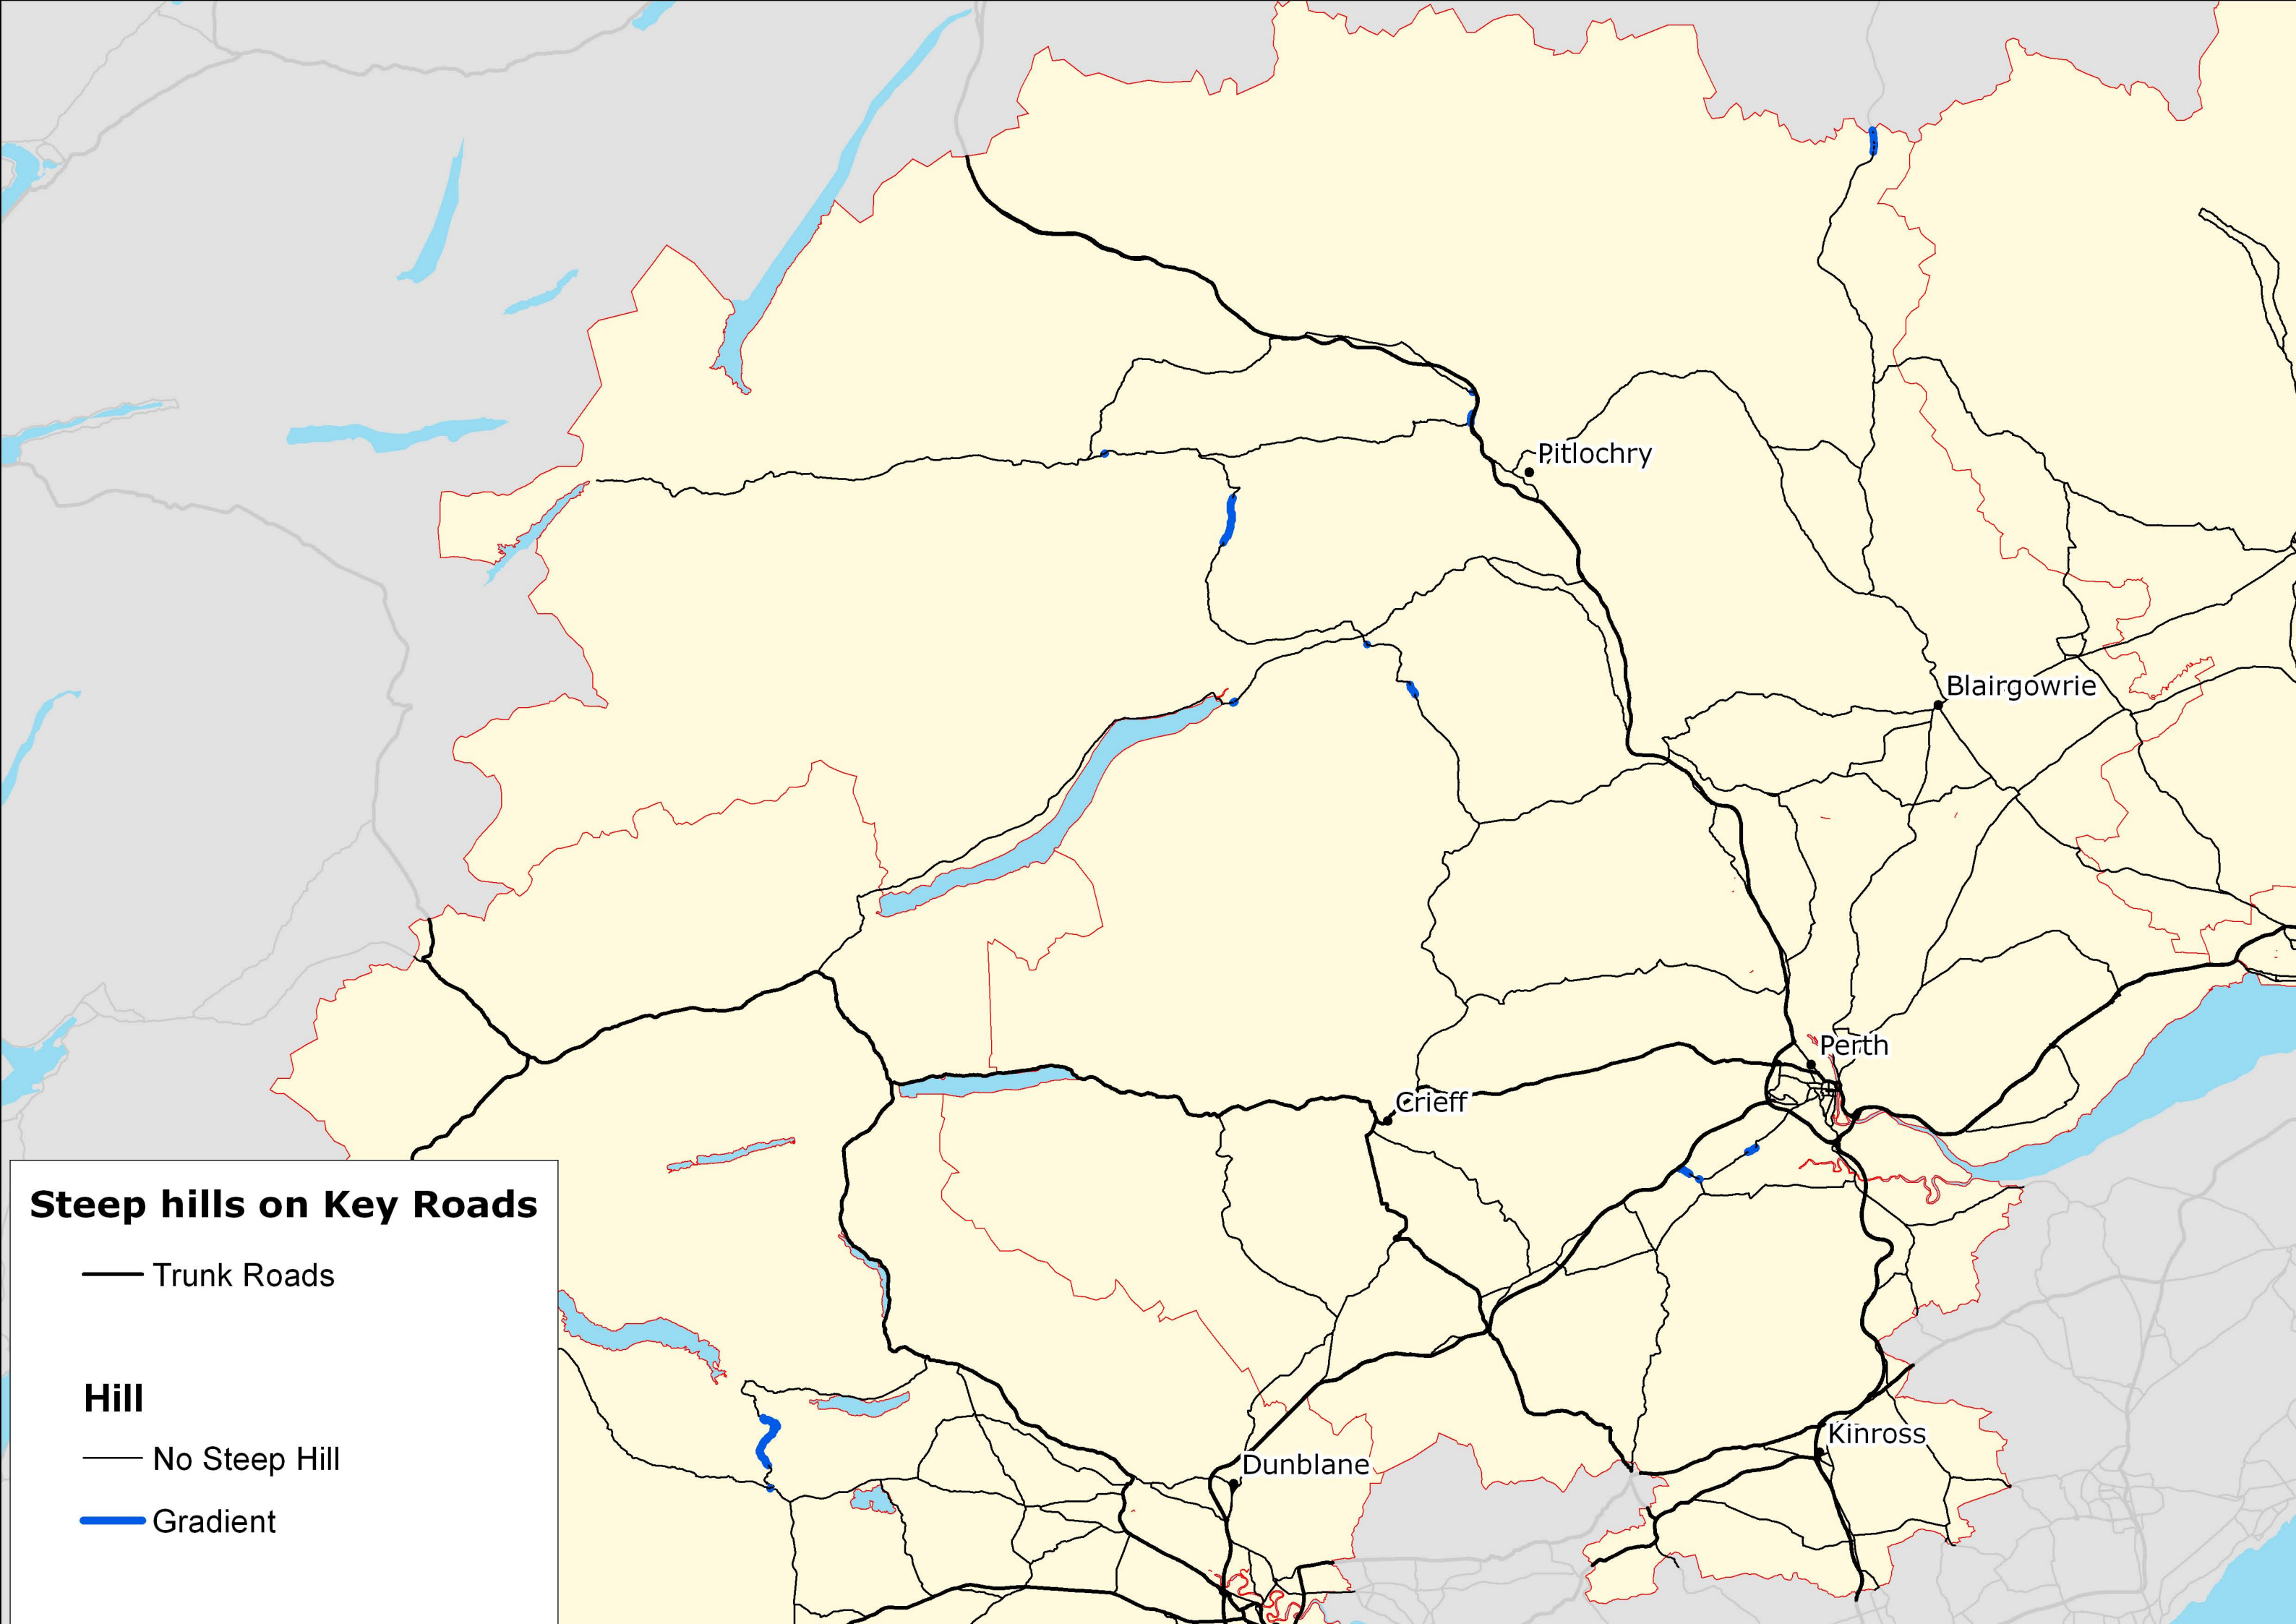 Pitlochry
Blairgowrie
Perth
Crieff
Steep hills on Key Roads
Trunk Roads
Hill
No Steep Hill
Gradient
Kinross
Dunblane